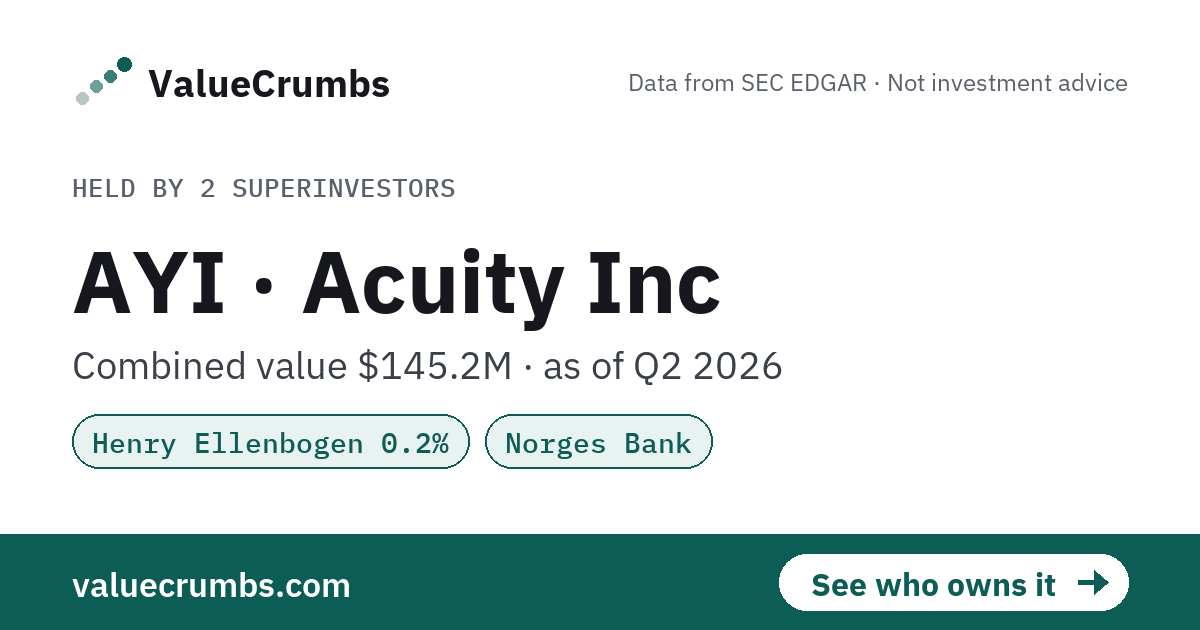 ValueCrumbs
Data from SEC EDGAR · Not investment advice
HELD BY 2 SUPERINVESTORS
AYI · Acuity Inc
Combined value $145.2M · as of Q2 2026
Henry Ellenbogen 0.2%
Norges Bank
valuecrumbs.com
See who owns it →